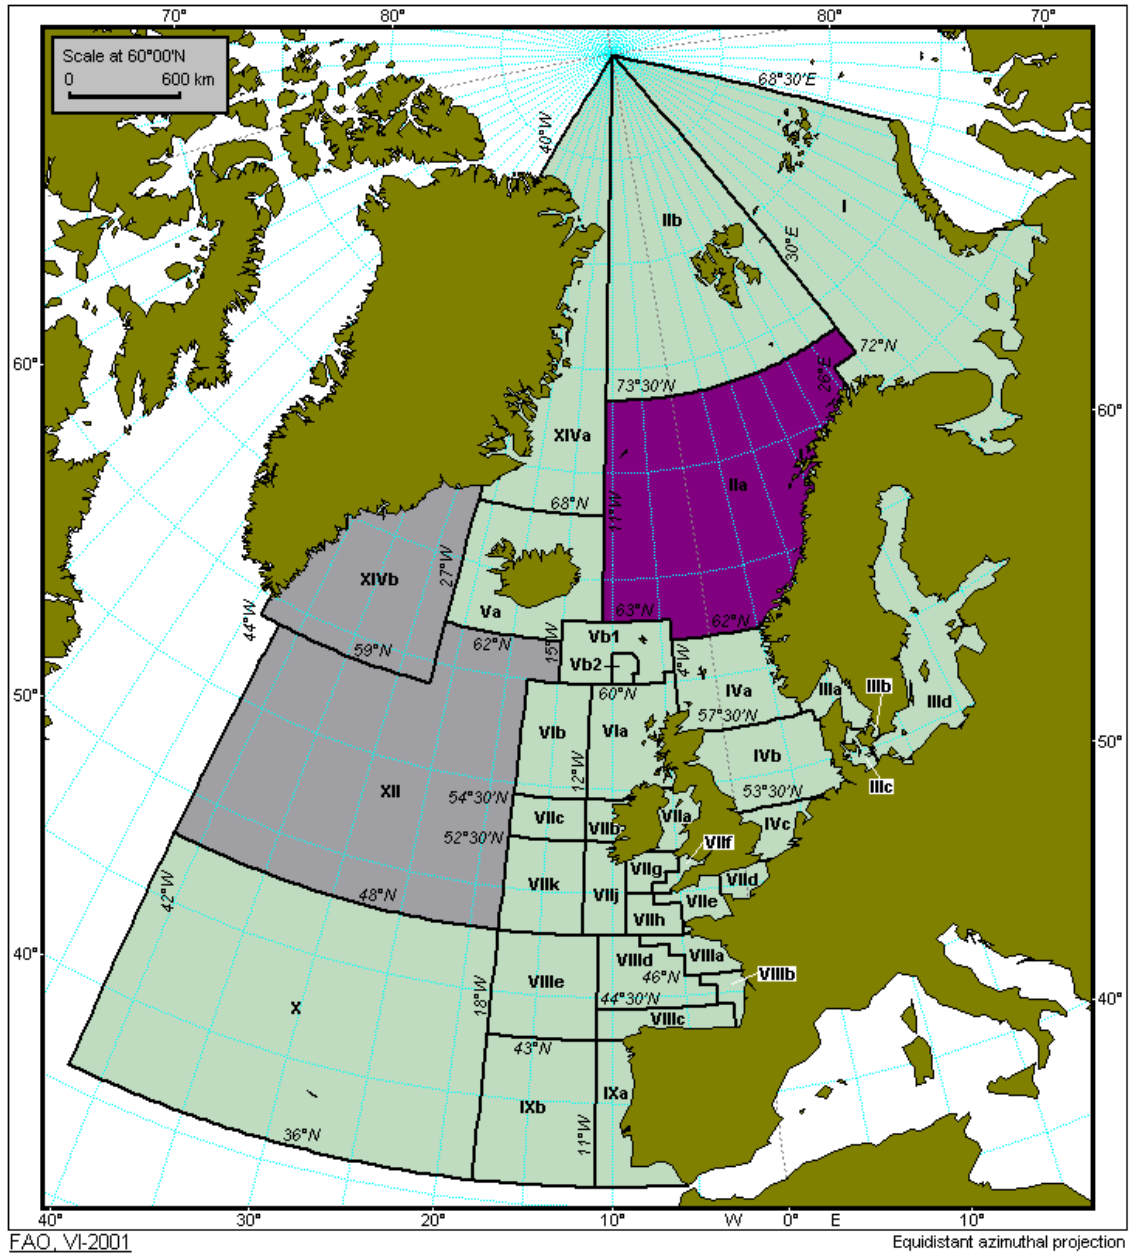 70° 80° 80° 70°
Scale at 60°00'N
0 600 km
68°30'E
40°W
I
IIb
30°E
60°
72°N
26°E
73°30'N
60°
XIVa
IIa
68°N
11°W
27°W
XIVb
Va
63°N
62°N
44°W
Vb1
62°N
15°W
59°N
Vb2
4°W
60°N
IVa
IIIa
IIIb
IIId
50°
57°30'N
VIb
VIa
IVb
50°
12°W
XII
54°30'N
53°30'N
IIIc
VIIc
VIIb
VIIa
IVc
52°30'N
VIIf
VIIg
VIIk
VIIj
VIId
42°W
48°N
VIIe
VIIh
40°
VIIId
VIIIa
46°N
VIIIb
VIIIe
18°W
44°30'N
40°
X
VIIIc
43°N
IXa
IXb
11°W
36°N
40° 30° 20° 10° W 0° E 10°
FAO, VI-2001
Equidistant azimuthal projection